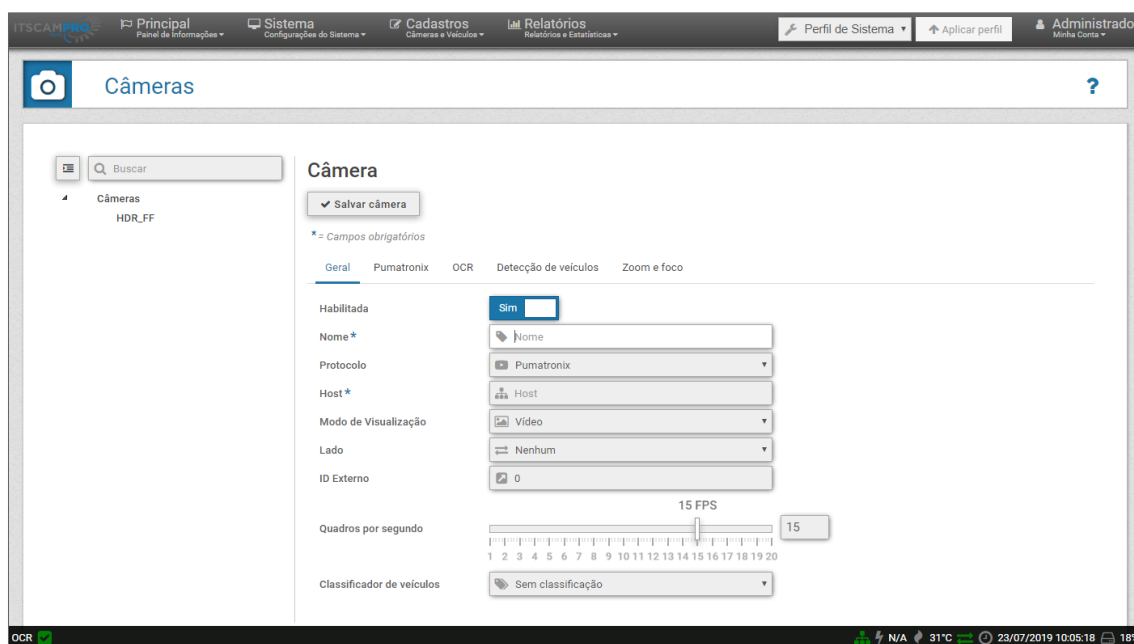 ITSCAMPRO
Principal
Painel de Informações
Sistema
Configurações do Sistema
Cadastros
Câmeras e Veículos
Relatórios
Relatórios e Estatísticas
Perfil de Sistema
Aplicar perfil
Administrado
Minha Conta
Câmeras
?
Buscar
Câmeras
HDR_FF
Câmera
Salvar câmera
* = Campos obrigatórios
Geral Pumatronix OCR Detecção de veículos Zoom e foco
Habilitada Sim
Nome* Nome
Protocolo Pumatronix
Host* Host
Modo de Visualização Vídeo
Lado Nenhum
ID Externo 0
15 FPS
Quadros por segundo 15
1 2 3 4 5 6 7 8 9 10 11 12 13 14 15 16 17 18 19 20
Classificador de veículos Sem classificação
OCR N/A 31°C 23/07/2019 10:05:18 18°